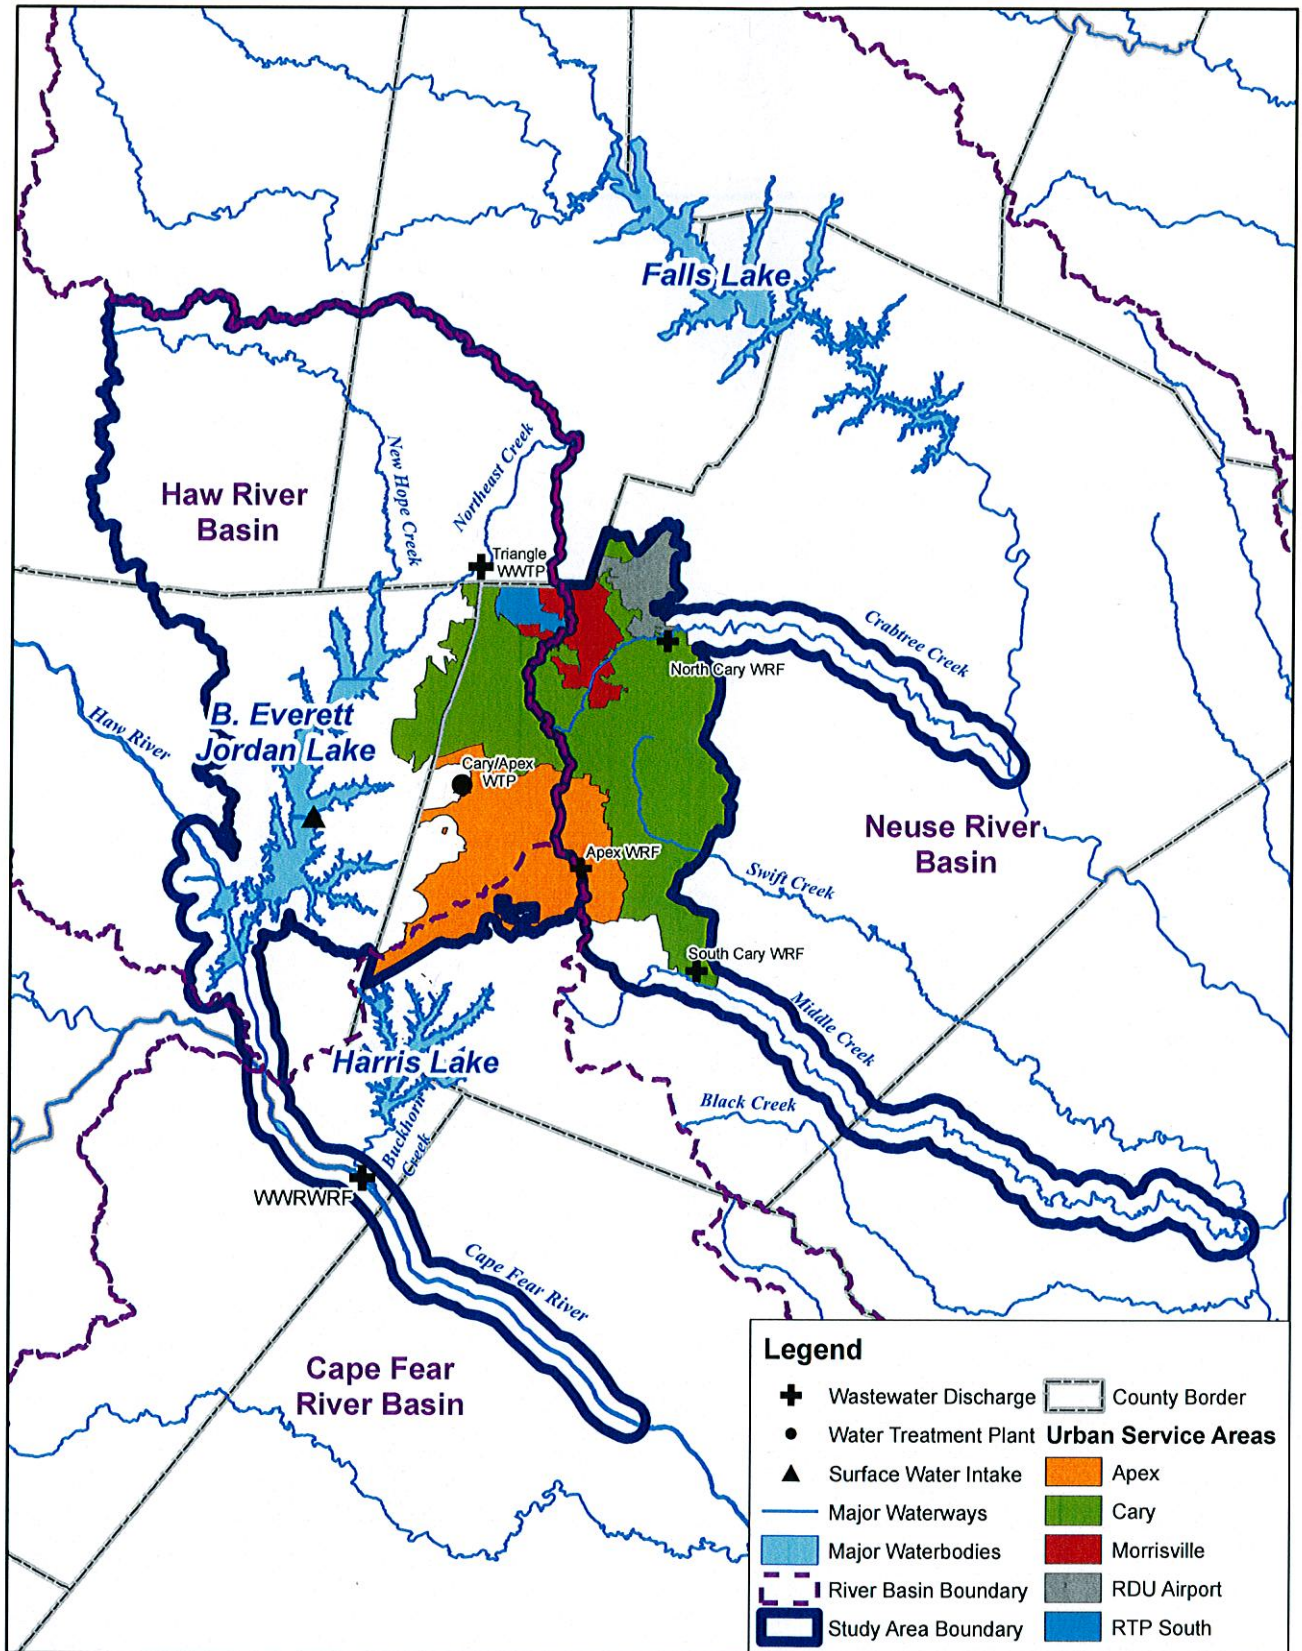 Falls Lake
Haw River
Basin
New Hope Creek
Northeast Creek
Triangle
WWTP
Crabtree Creek
North Cary WRF
Haw River
B. Everett
Jordan Lake
Cary/Apex
WTP
Neuse River
Basin
Apex WRF
Swift Creek
South Cary WRF
Middle Creek
Harris Lake
Black Creek
Buckhorn
Creek
WWRWRF
Cape Fear River
Cape Fear
River Basin
Legend
Wastewater Discharge
Water Treatment Plant
Surface Water Intake
Major Waterways
Major Waterbodies
River Basin Boundary
Study Area Boundary
County Border
Urban Service Areas
Apex
Cary
Morrisville
RDU Airport
RTP South